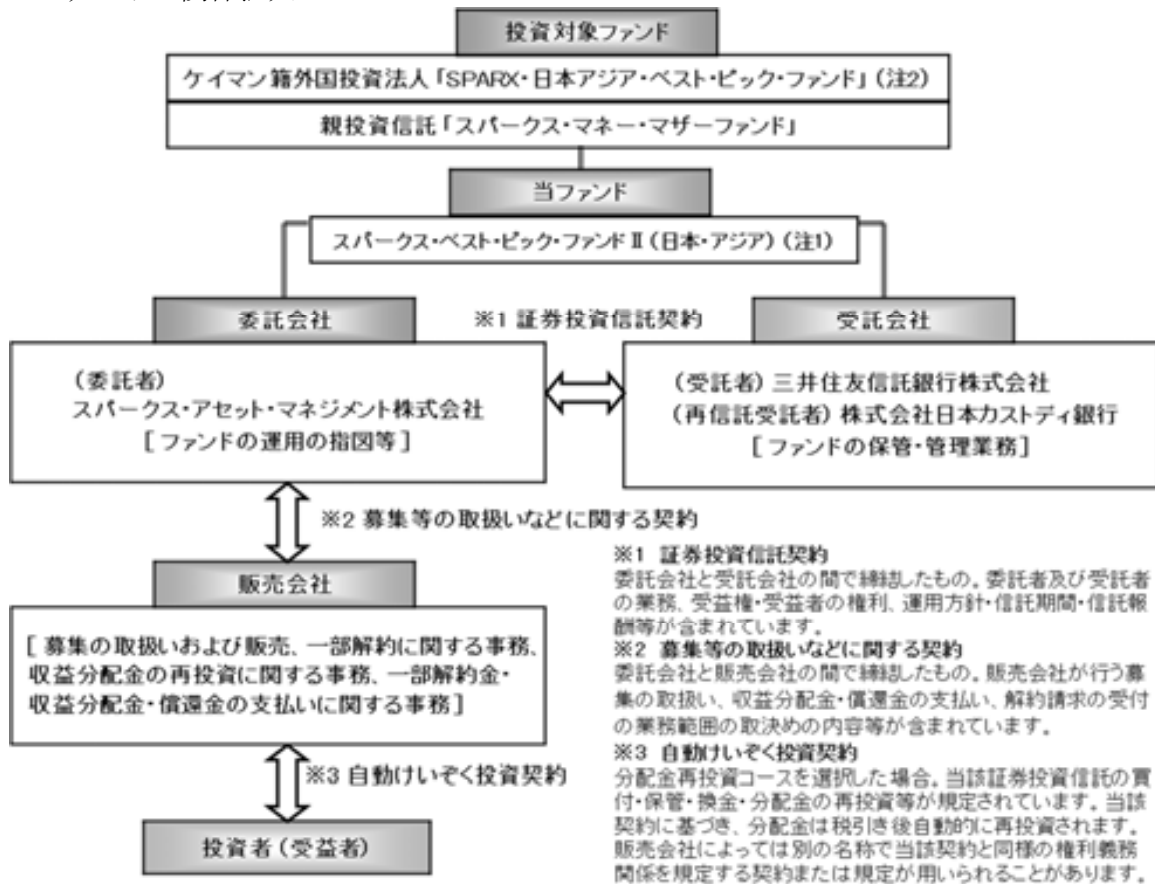 投資対象ファンド
ケイマン籍外国投資法人「SPARX・日本アジア・ベスト・ピック・ファンド」(注2)
親投資信託「スパークス・マネー・マザーファンド」
当ファンド
スパークス・ベスト・ピック・ファンドⅡ(日本・アジア)(注1)
委託会社
※1 証券投資信託契約
受託会社
(委託者)
スパークス・アセット・マネジメント株式会社
[ファンドの運用の指図等]
(受託者) 三井住友信託銀行株式会社
(再信託受託者) 株式会社日本カストディ銀行
[ファンドの保管・管理業務]
※2 募集等の取扱いなどに関する契約
販売会社
[ 募集の取扱いおよび販売、一部解約に関する事務、
収益分配金の再投資に関する事務、一部解約金・
収益分配金・償還金の支払いに関する事務]
※3 自動けいぞく投資契約
投資者(受益者)
※1 証券投資信託契約
委託会社と受託会社の間で締結したもの。委託者及び受託者
の業務、受益権・受益者の権利、運用方針・信託期間・信託報
酬等が含まれています。
※2 募集等の取扱いなどに関する契約
委託会社と販売会社の間で締結したもの。販売会社が行う募
集の取扱い、収益分配金・償還金の支払い、解約請求の受付
の業務範囲の取決めの内容等が含まれています。
※3 自動けいぞく投資契約
分配金再投資コースを選択した場合。当該証券投資信託の買
付・保管・換金・分配金の再投資等が規定されています。当該
契約に基づき、分配金は税引き後自動的に再投資されます。
販売会社によっては別の名称で当該契約と同様の権利義務
関係を規定する契約または規定が用いられることがあります。